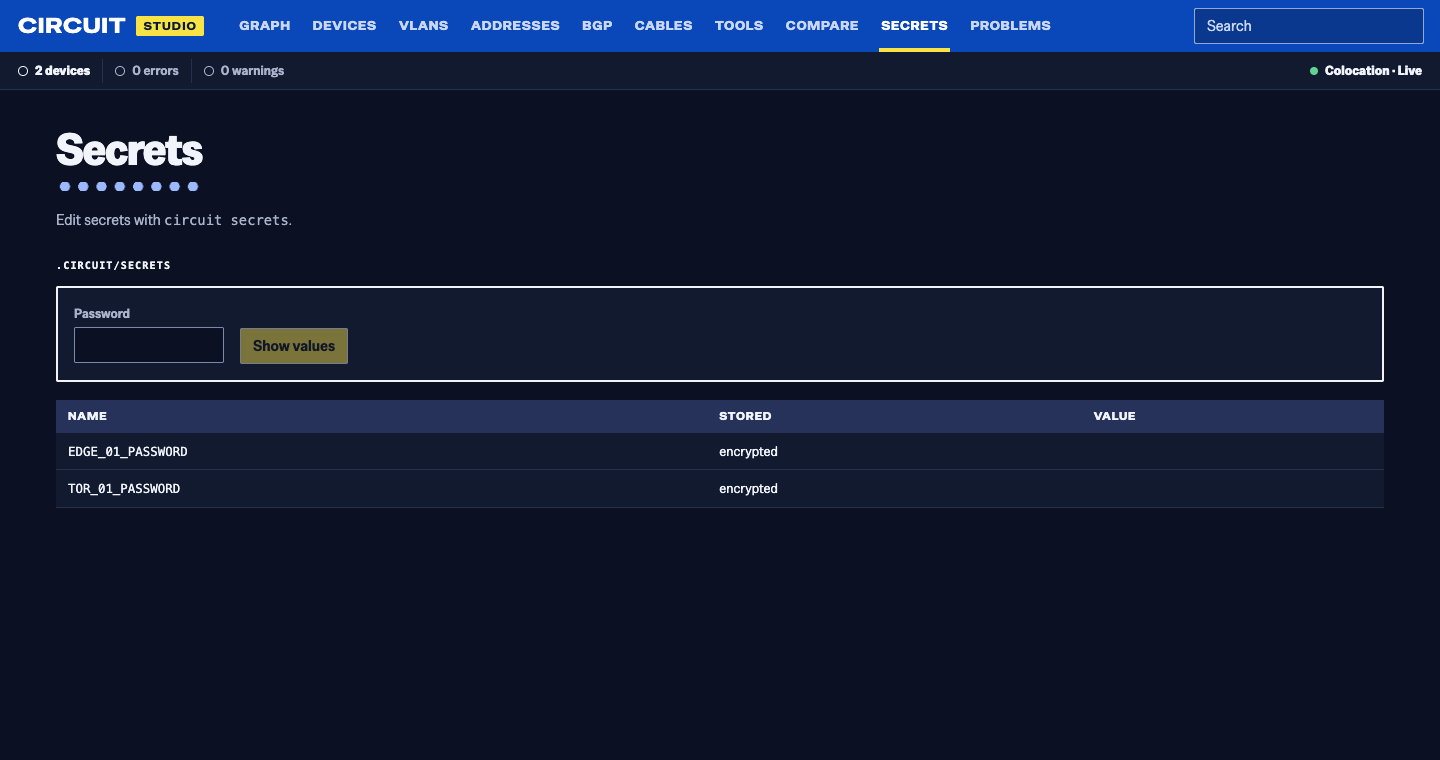 CIRCUIT STUDIO GRAPH DEVICES VLANS ADDRESSES BGP CABLES TOOLS COMPARE SECRETS PROBLEMS Search
2 devices 0 errors 0 warnings Colocation · Live
Secrets
Edit secrets with circuit secrets.
.CIRCUIT/SECRETS
Password
Show values
NAME STORED VALUE
EDGE_01_PASSWORD encrypted
TOR_01_PASSWORD encrypted